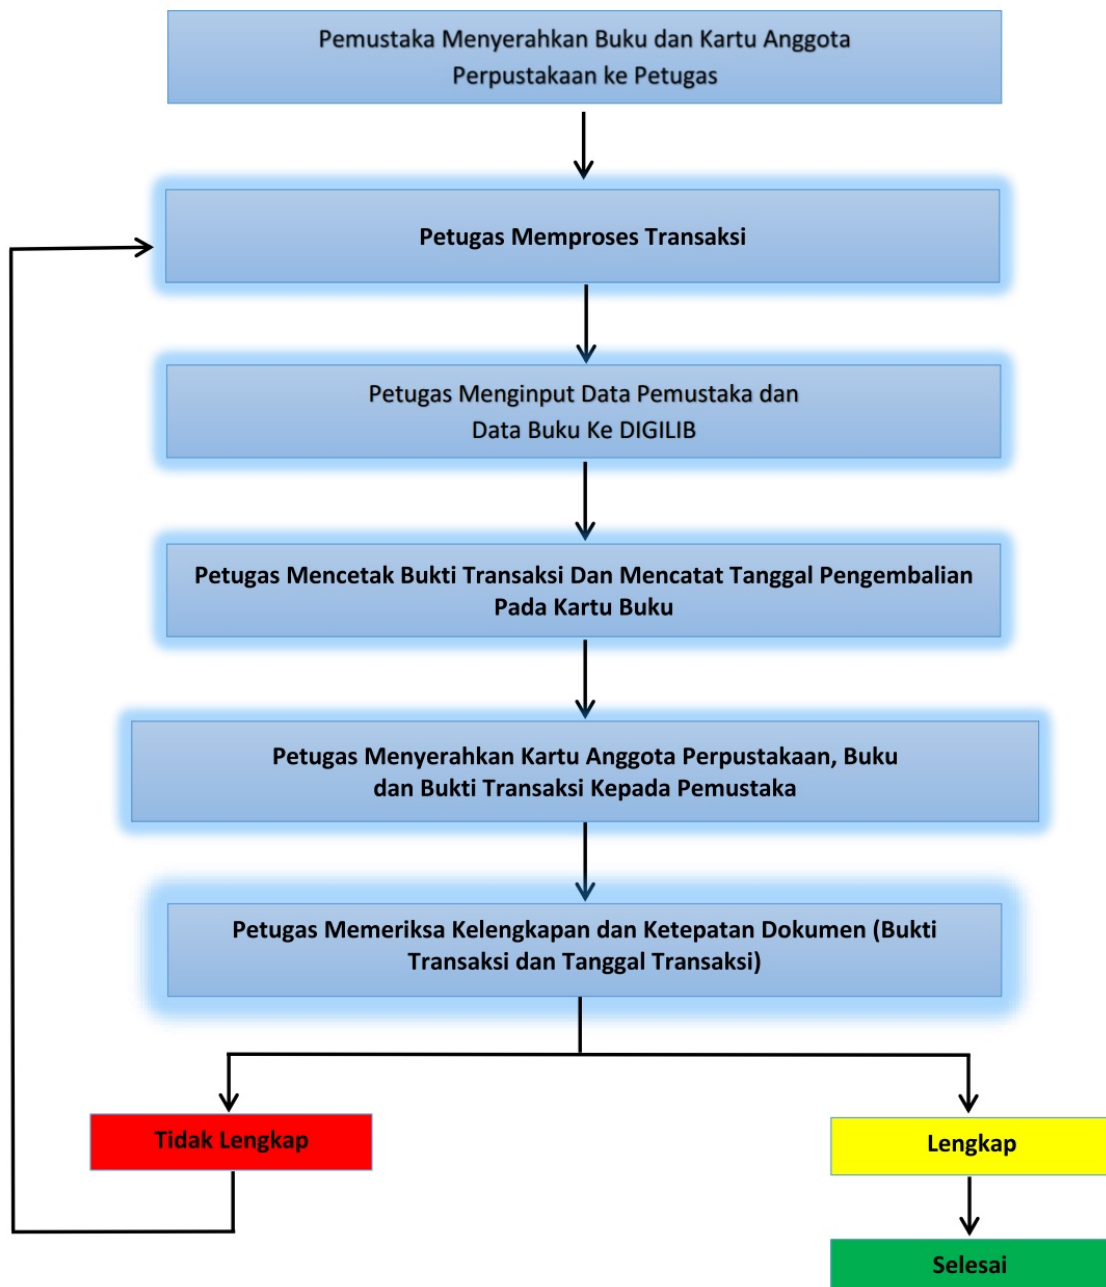 Pemustaka Menyerahkan Buku dan Kartu Anggota
Perpustakaan ke Petugas
Petugas Memproses Transaksi
Petugas Menginput Data Pemustaka dan
Data Buku Ke DIGILIB
Petugas Mencetak Bukti Transaksi Dan Mencatat Tanggal Pengembalian
Pada Kartu Buku
Petugas Menyerahkan Kartu Anggota Perpustakaan, Buku
dan Bukti Transaksi Kepada Pemustaka
Petugas Memeriksa Kelengkapan dan Ketepatan Dokumen (Bukti
Transaksi dan Tanggal Transaksi)
Tidak Lengkap
Lengkap
Selesai